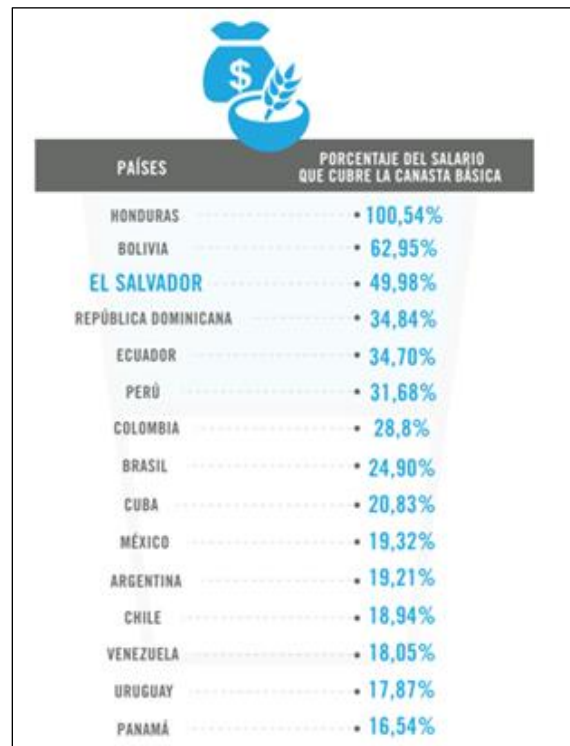 $
PAÍSES PORCENTAJE DEL SALARIO
QUE CUBRE LA CANASTA BÁSICA
HONDURAS • 100,54%
BOLIVIA • 62,95%
EL SALVADOR • 49,98%
REPÚBLICA DOMINICANA • 34,84%
ECUADOR • 34,70%
PERÚ • 31,68%
COLOMBIA • 28,8%
BRASIL • 24,90%
CUBA • 20,83%
MÉXICO • 19,32%
ARGENTINA • 19,21%
CHILE • 18,94%
VENEZUELA • 18,05%
URUGUAY • 17,87%
PANAMÁ • 16,54%